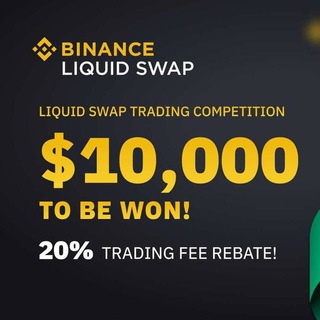 BINANCE
LIQUID SWAP
LIQUID SWAP TRADING COMPETITION
$10,000
TO BE WON!
20% TRADING FEE REBATE!